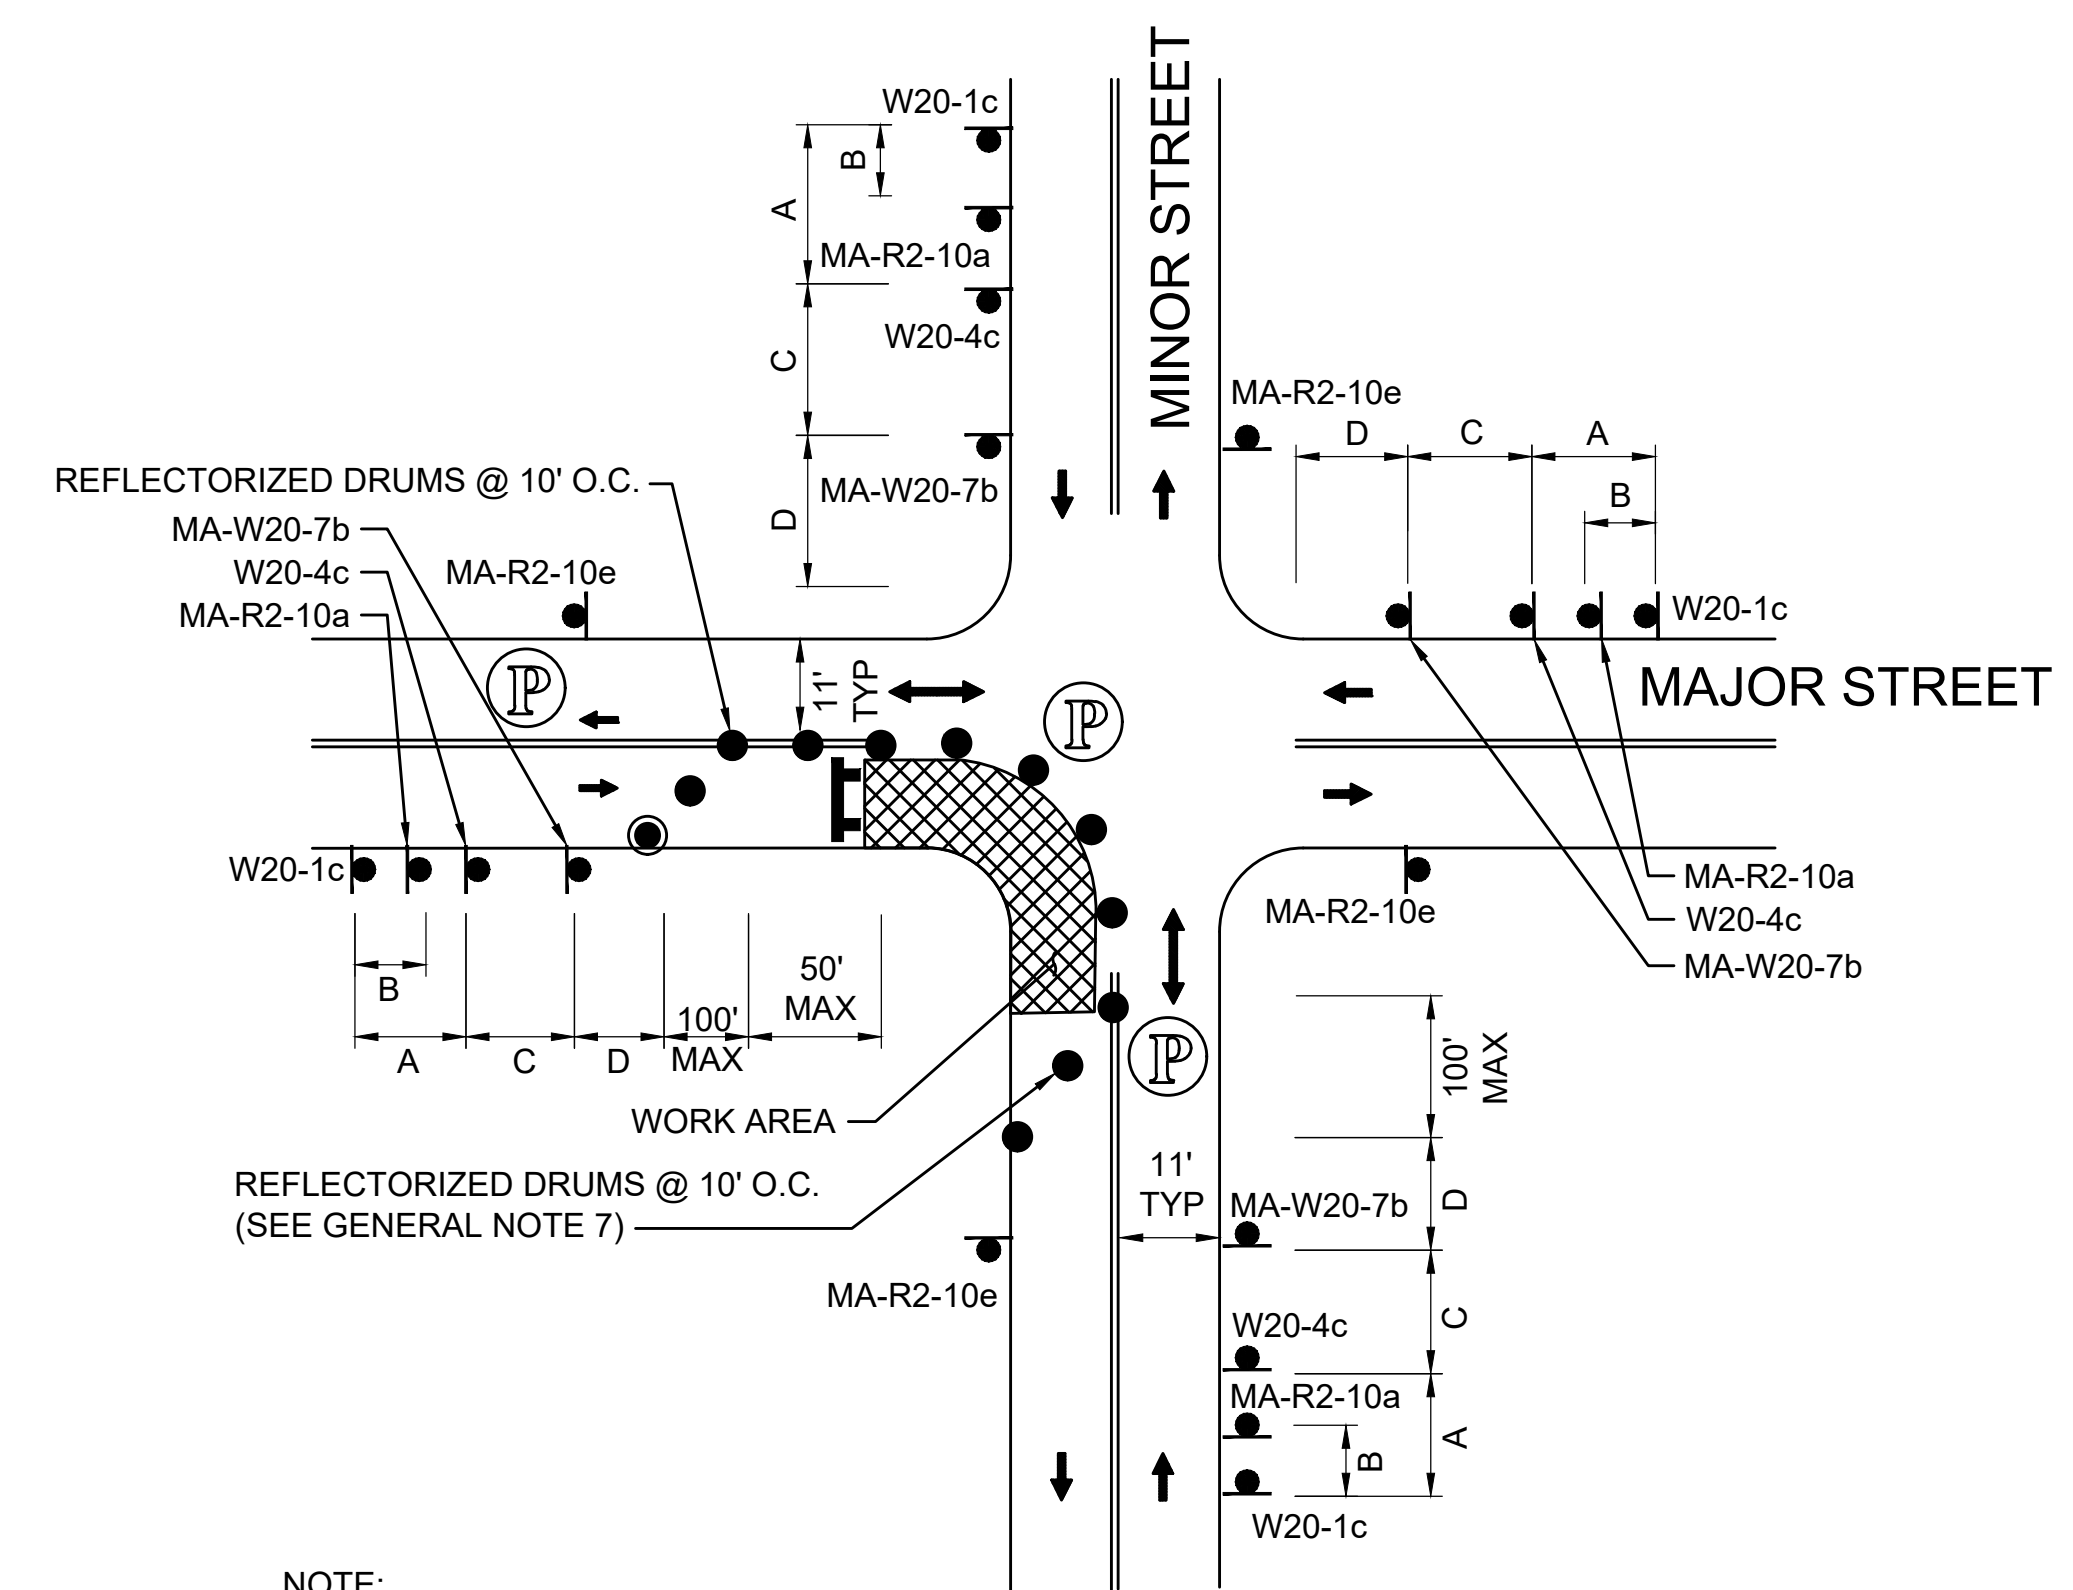 W20-1c
B
A
MA-R2-10a
W20-4c
C
MA-W20-7b
D
MINOR STREET
MA-R2-10e
D
C
A
B
W20-1c
MAJOR STREET
REFLECTORIZED DRUMS @ 10' O.C.
MA-W20-7b
W20-4c
MA-R2-10a
MA-R2-10e
P
11'
TYP
P
W20-1c
B
A
C
D
100'
MAX
50'
MAX
MA-R2-10e
MA-R2-10a
W20-4c
MA-W20-7b
P
WORK AREA
REFLECTORIZED DRUMS @ 10' O.C.
(SEE GENERAL NOTE 7)
MA-R2-10e
11'
TYP
100'
MAX
MA-W20-7b
D
W20-4c
C
MA-R2-10a
A
B
W20-1c
NOTE: